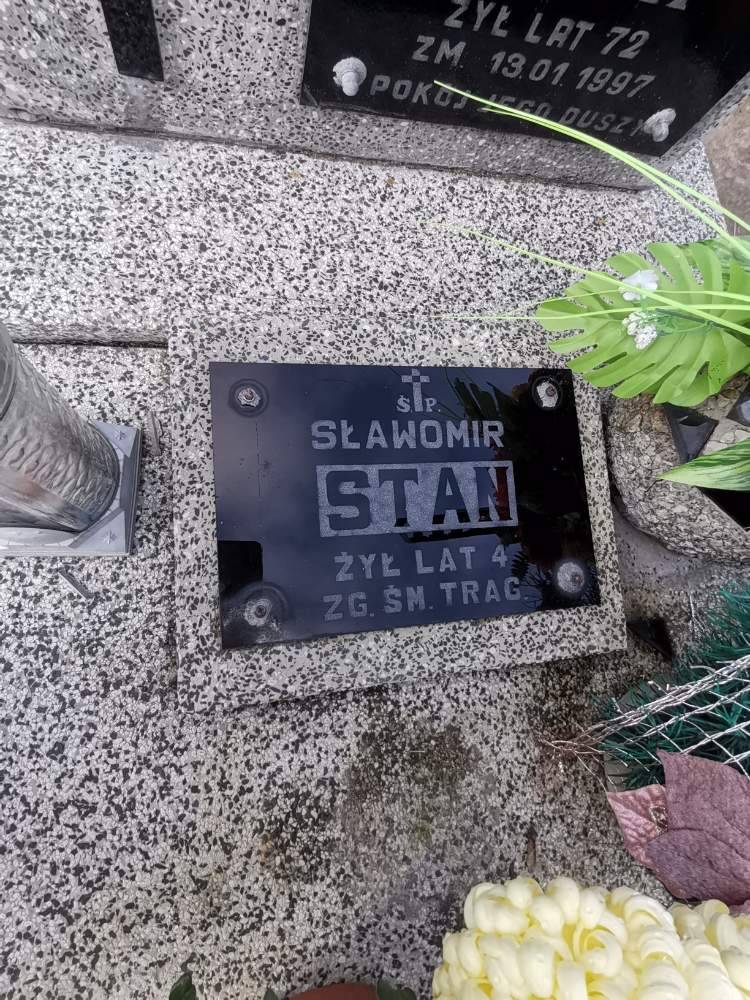 ŻYŁ LAT 72
ZM. 13.01.1997
POKÓJ JEGO DUSZY
Ś P.
SŁAWOMIR
STAN
ŻYŁ LAT 4
ZG. ŚM. TRAG.